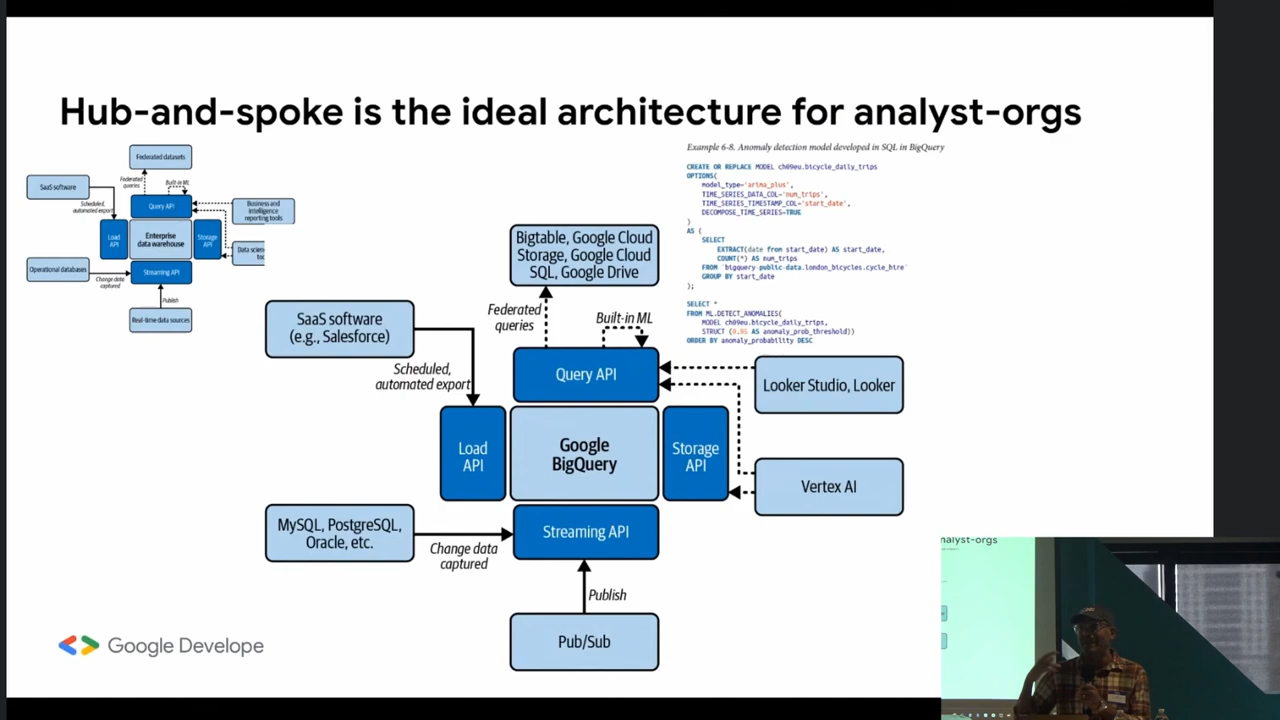 Hub-and-spoke is the ideal architecture for analyst-orgs
Federated datasets
SaaS software
Federated
queries
Built-in ML
Scheduled,
automated export
Query API
Business and
intelligence
reporting tools
Load
API
Enterprise
data warehouse
Storage
API
Data scien
Operational databases
Change data
captured
Streaming API
Publish
Real-time data sources
Example 6-8. Anomaly detection model developed in SQL in BigQuery
CREATE OR REPLACE MODEL ch09eu.bicycle_daily_trips
OPTIONS(
model_type='arima_plus',
TIME_SERIES_DATA_COL='num_trips',
TIME_SERIES_TIMESTAMP_COL='start_date',
DECOMPOSE_TIME_SERIES=TRUE
)
AS (
SELECT
EXTRACT(date from start_date) AS start_date,
COUNT(*) AS num_trips
FROM `bigquery-public-data.london_bicycles.cycle_hire`
GROUP BY start_date
);
SELECT *
FROM ML.DETECT_ANOMALIES(
MODEL ch09eu.bicycle_daily_trips,
STRUCT (0.95 AS anomaly_prob_threshold))
ORDER BY anomaly_probability DESC
Bigtable, Google Cloud
Storage, Google Cloud
SQL, Google Drive
Federated
queries
Built-in ML
SaaS software
(e.g., Salesforce)
Scheduled,
automated export
Query API
Looker Studio, Looker
Load
API
Google
BigQuery
Storage
API
Vertex AI
MySQL, PostgreSQL,
Oracle, etc.
Change data
captured
Streaming API
Publish
Pub/Sub
Google Develope
nalyst-orgs